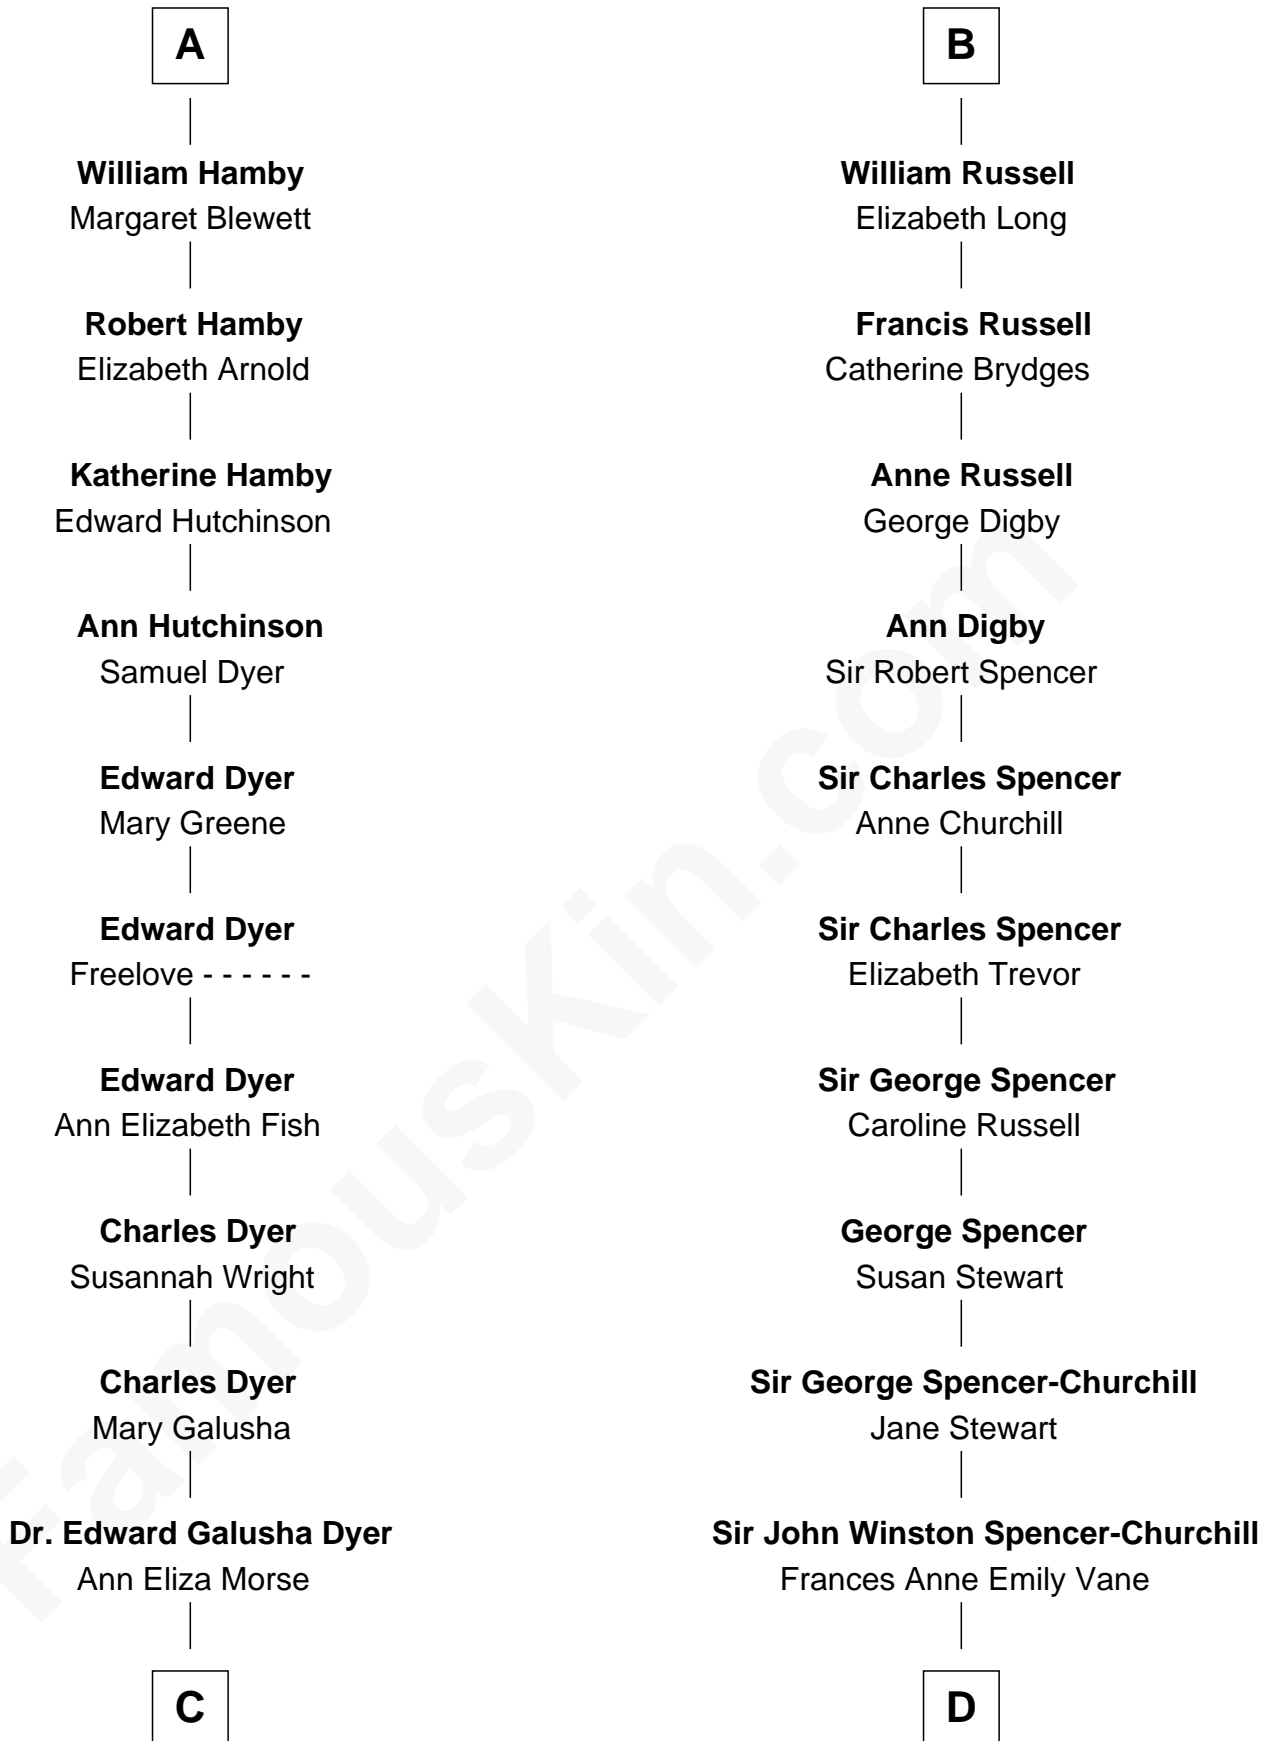 A
William Hamby
Margaret Blewett
Robert Hamby
Elizabeth Arnold
Katherine Hamby
Edward Hutchinson
Ann Hutchinson
Samuel Dyer
Edward Dyer
Mary Greene
Edward Dyer
Freelove - - - - - -
Edward Dyer
Ann Elizabeth Fish
Charles Dyer
Susannah Wright
Charles Dyer
Mary Galusha
Dr. Edward Galusha Dyer
Ann Eliza Morse
C
B
William Russell
Elizabeth Long
Francis Russell
Catherine Brydges
Anne Russell
George Digby
Ann Digby
Sir Robert Spencer
Sir Charles Spencer
Anne Churchill
Sir Charles Spencer
Elizabeth Trevor
Sir George Spencer
Caroline Russell
George Spencer
Susan Stewart
Sir George Spencer-Churchill
Jane Stewart
Sir John Winston Spencer-Churchill
Frances Anne Emily Vane
D
FamousKin.com